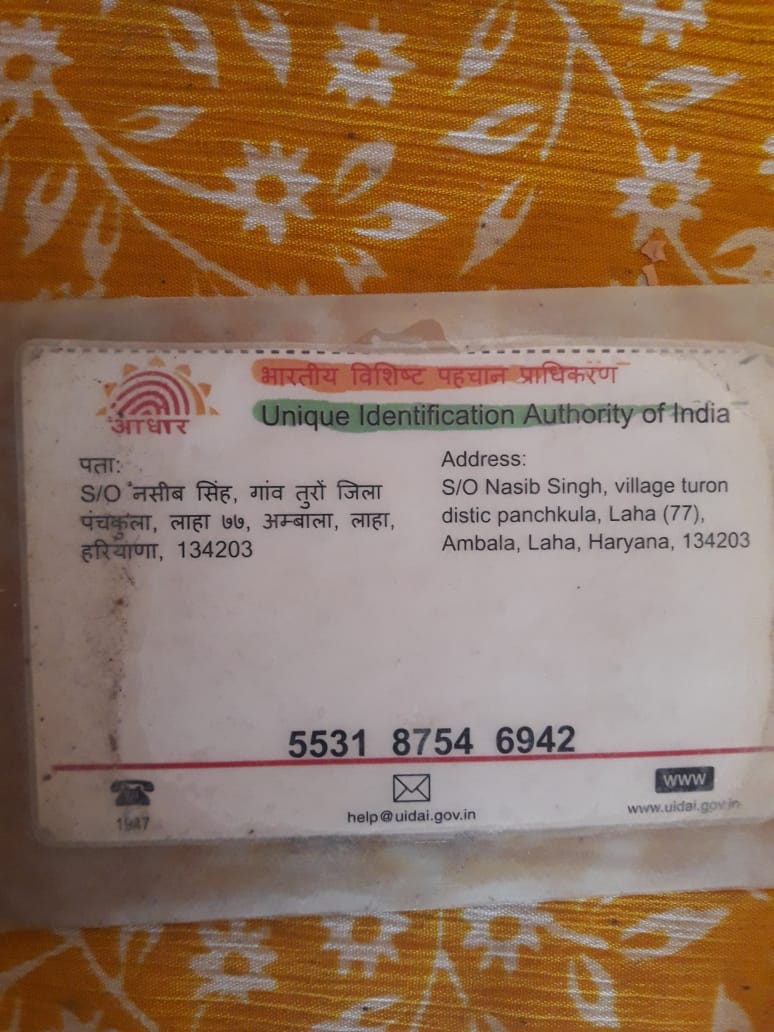 भारतीय विशिष्ट पहचान प्राधिकरण
Unique Identification Authority of India
आधार
पता:
S/O नसीब सिंह, गांव तुरों जिला
पंचकुला, लाहा ७७, अम्बाला, लाहा,
हरियाणा, 134203
Address:
S/O Nasib Singh, village turon
distic panchkula, Laha (77),
Ambala, Laha, Haryana, 134203
5531 8754 6942
1947
help@uidai.gov.in
www
www.uidai.gov.in